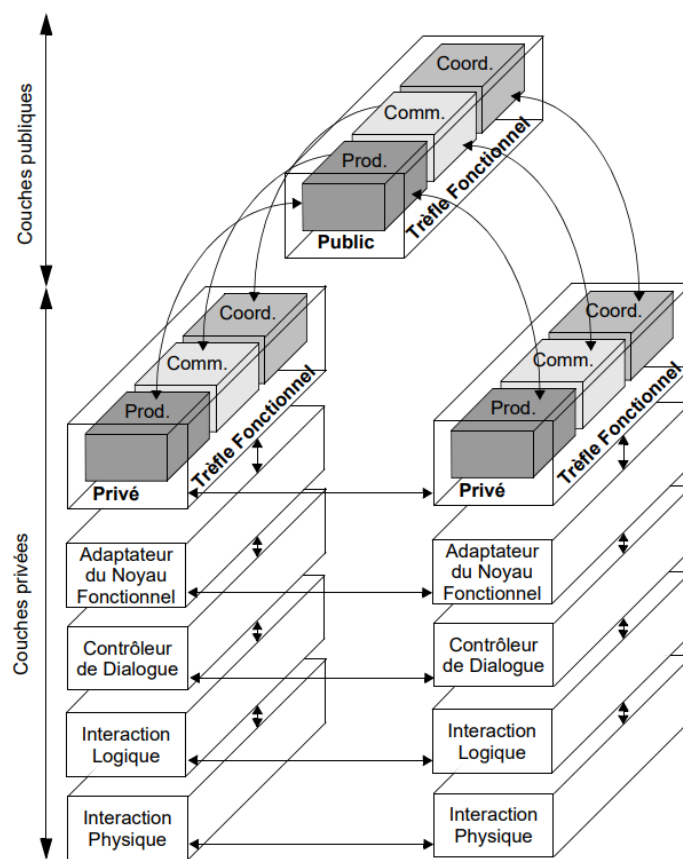 Couches publiques
Coord.
Comm.
Prod.
Trèfle Fonctionnel
Public
Couches privées
Coord.
Comm.
Prod.
Trèfle Fonctionnel
Privé
Coord.
Comm.
Prod.
Trèfle Fonctionnel
Privé
Adaptateur
du Noyau
Fonctionnel
Adaptateur
du Noyau
Fonctionnel
Contrôleur
de Dialogue
Contrôleur
de Dialogue
Interaction
Logique
Interaction
Logique
Interaction
Physique
Interaction
Physique